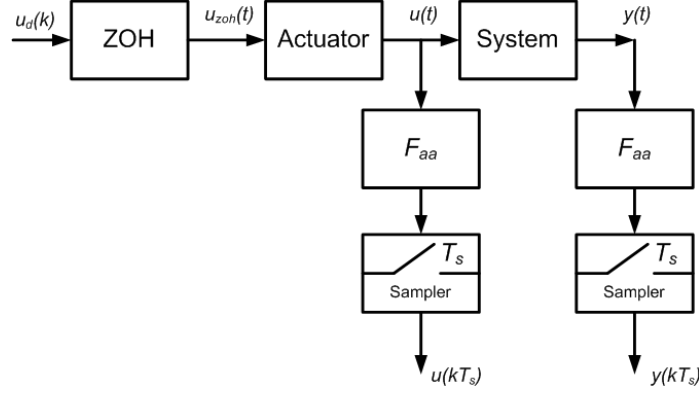 u_d(k) ZOH u_zoh(t) Actuator u(t) System y(t)
F_aa F_aa
T_s T_s
Sampler Sampler
u(kT_s) y(kT_s)